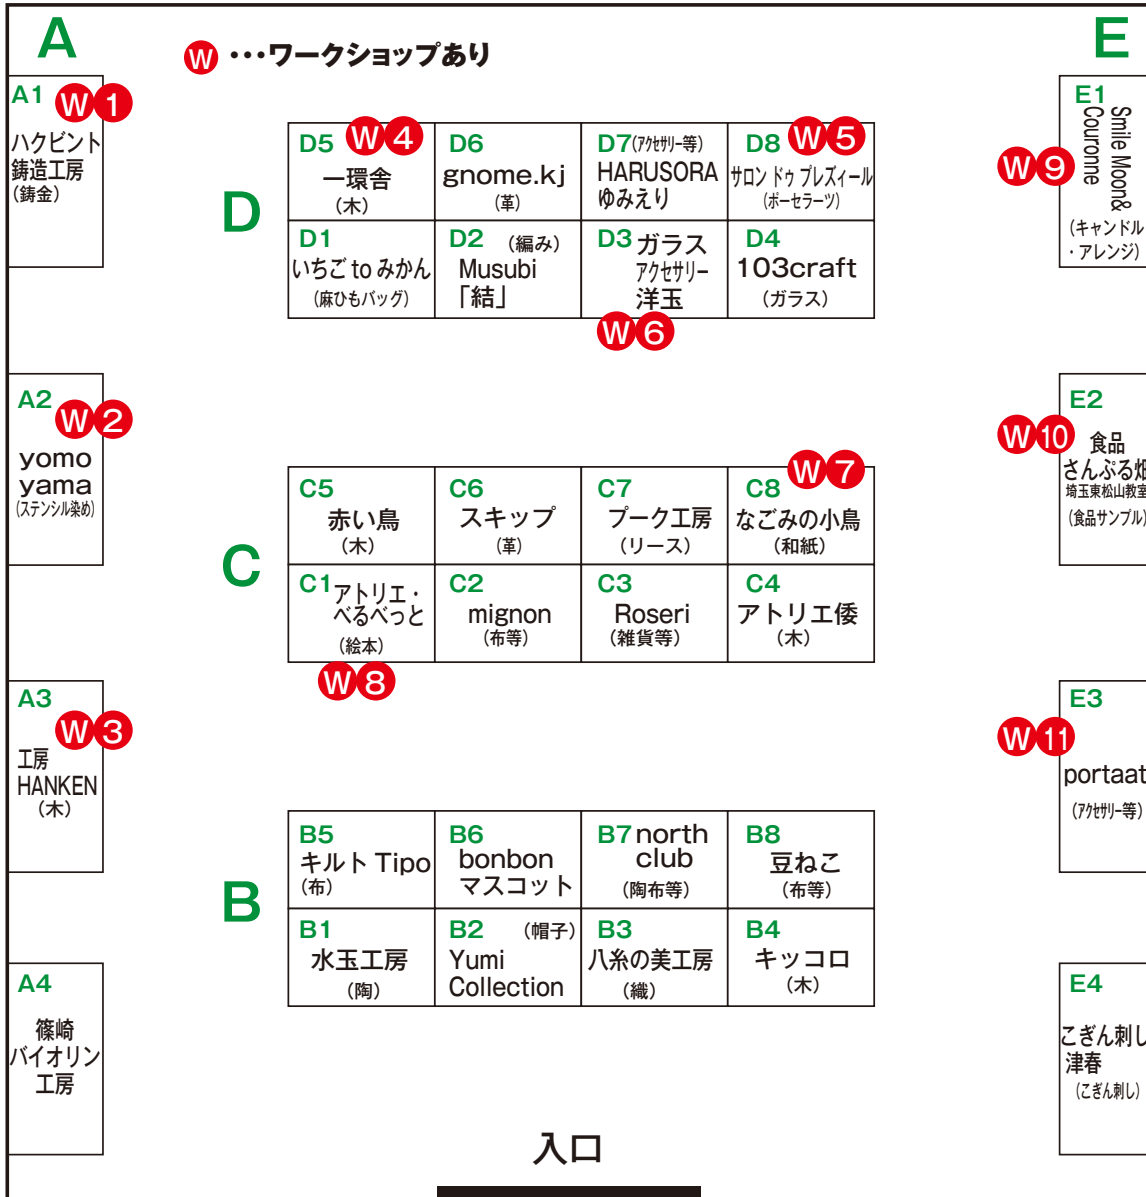 A
E
W ・・・ワークショップあり
A1 W 1
ハクビント
鋳造工房
(鋳金)
A2 W 2
yomo
yama
(ステンシル染め)
A3 W 3
工房
HANKEN
(木)
A4
篠崎
バイオリン
工房
D
D5 W 4
一環舎
(木)
D6
gnome.kj
(革)
D7(アクセサリー等)
HARUSORA
ゆみえり
D8 W 5
サロン ドゥ プレズィール
(ポーセラーツ)
D1
いちご to みかん
(麻ひもバッグ)
D2 (編み)
Musubi
「結」
D3 ガラス
アクセサリー
洋玉
W 6
D4
103craft
(ガラス)
C
C5
赤い鳥
(木)
C6
スキップ
(革)
C7
プーク工房
(リース)
C8 W 7
なごみの小鳥
(和紙)
C1 アトリエ・
べるべっと
(絵本)
W 8
C2
mignon
(布等)
C3
Roseri
(雑貨等)
C4
アトリエ倭
(木)
B
B5
キルト Tipo
(布)
B6
bonbon
マスコット
B7 north
club
(陶布等)
B8
豆ねこ
(布等)
B1
水玉工房
(陶)
B2 (帽子)
Yumi
Collection
B3
八糸の美工房
(織)
B4
キッコロ
(木)
E1
W 9
Smile Moon&
Couronne
(キャンドル
・アレンジ)
E2
W 10
食品
さんぷる畑
埼玉東松山教室
(食品サンプル)
E3
W 11
portaat
(アクセサリー等)
E4
こぎん刺し
津春
(こぎん刺し)
入口